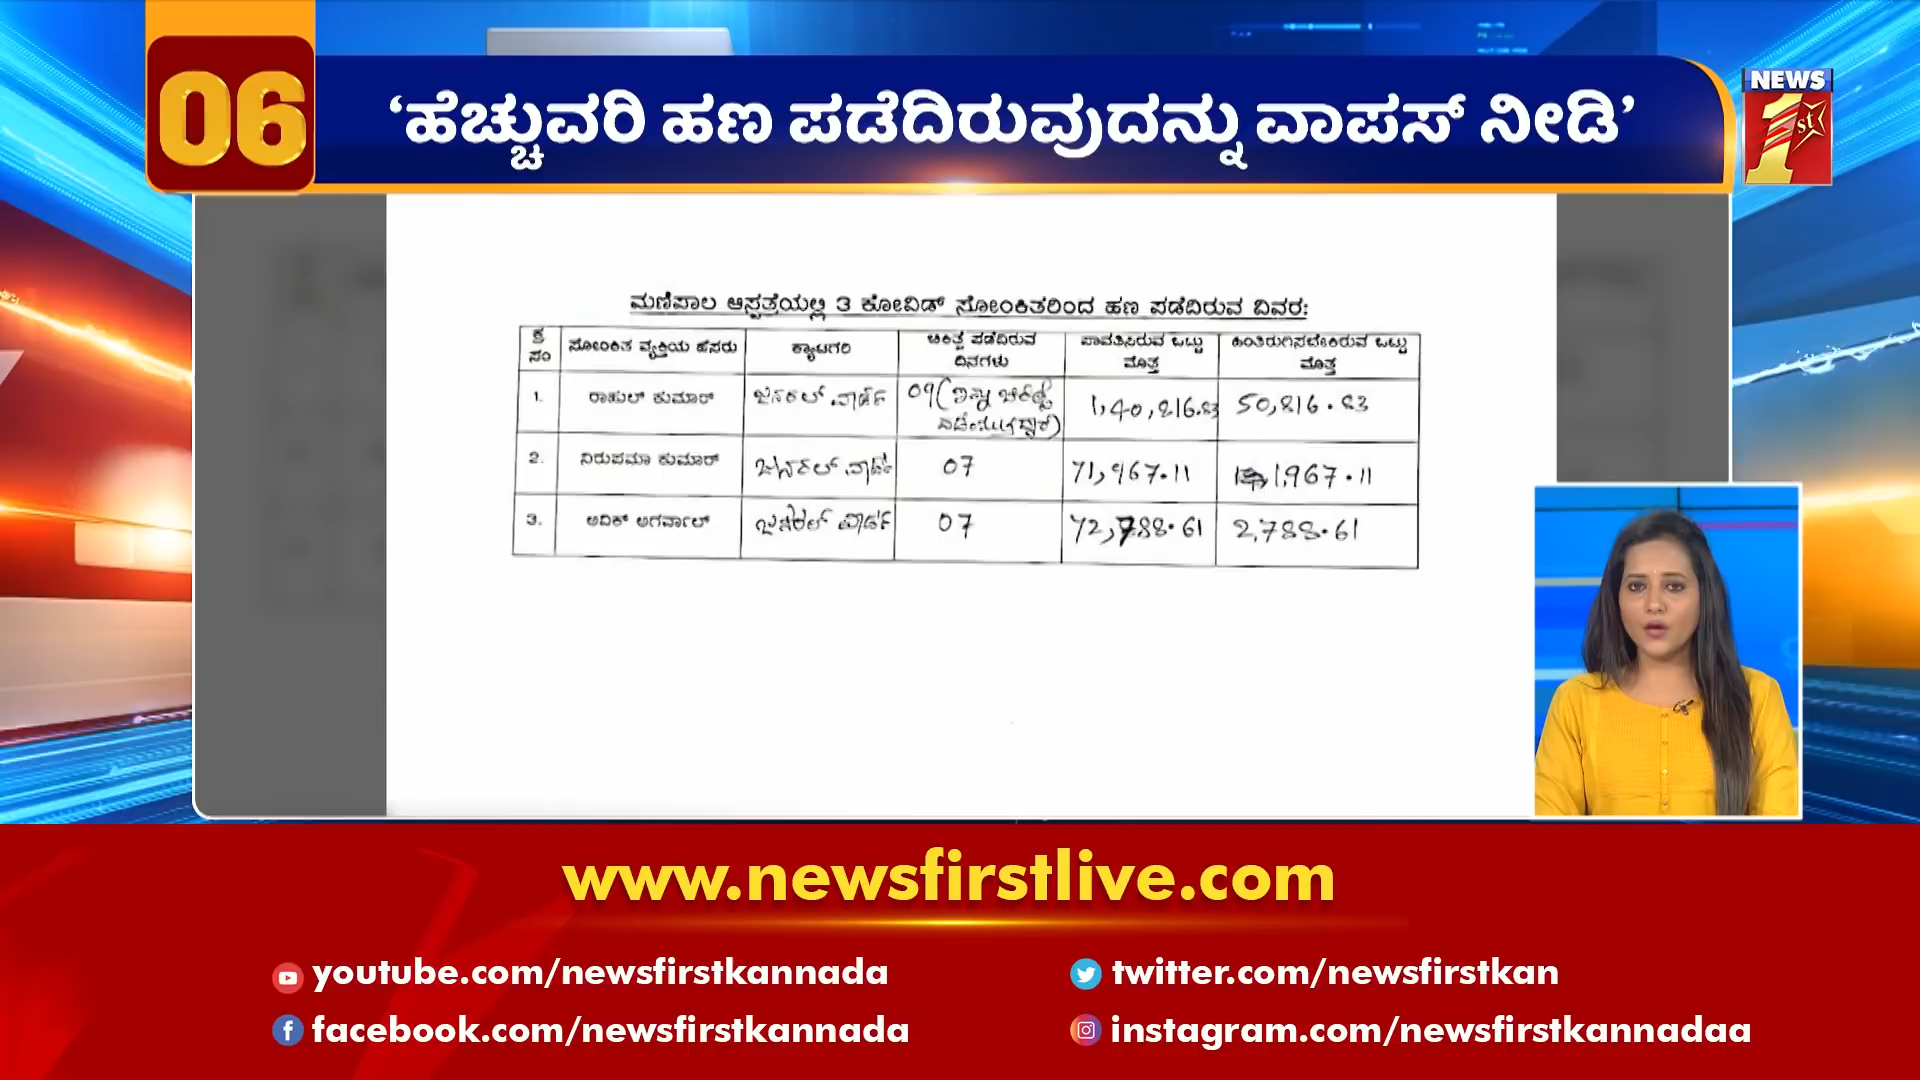 06
‘ಹೆಚ್ಚುವರಿ ಹಣ ಪಡೆದಿರುವುದನ್ನು ವಾಪಸ್ ನೀಡಿ’
NEWS
1st
ಮಣಿಪಾಲ ಆಸ್ಪತ್ರೆಯಲ್ಲಿ 3 ಕೋವಿಡ್ ಸೋಂಕಿತರಿಂದ ಹಣ ಪಡೆದಿರುವ ವಿವರ:
ಕ್ರ ಸಂ ಸೋಂಕಿತ ವ್ಯಕ್ತಿಯ ಹೆಸರು ಕ್ಯಾಟಗರಿ ಚಿಕಿತ್ಸೆ ಪಡೆದಿರುವ ದಿನಗಳು ಪಾವತಿಸಿರುವ ಒಟ್ಟು ಮೊತ್ತ ಹಿಂತಿರುಗಿಸಬೇಕಿರುವ ಒಟ್ಟು ಮೊತ್ತ
1. ರಾಹುಲ್ ಕುಮಾರ್ ಜನರಲ್ ವಾರ್ಡ್ 09 1,40,816.83 50,816.83
2. ನಿರುಪಮಾ ಕುಮಾರ್ ಜನರಲ್ ವಾರ್ಡ್ 07 71,967.11 1,967.11
3. ಅವಿಕ್ ಅಗರ್ವಾಲ್ ಜನರಲ್ ವಾರ್ಡ್ 07 72,788.61 2,788.61
www.newsfirstlive.com
youtube.com/newsfirstkannada
twitter.com/newsfirstkan
facebook.com/newsfirstkannada
instagram.com/newsfirstkannadaa